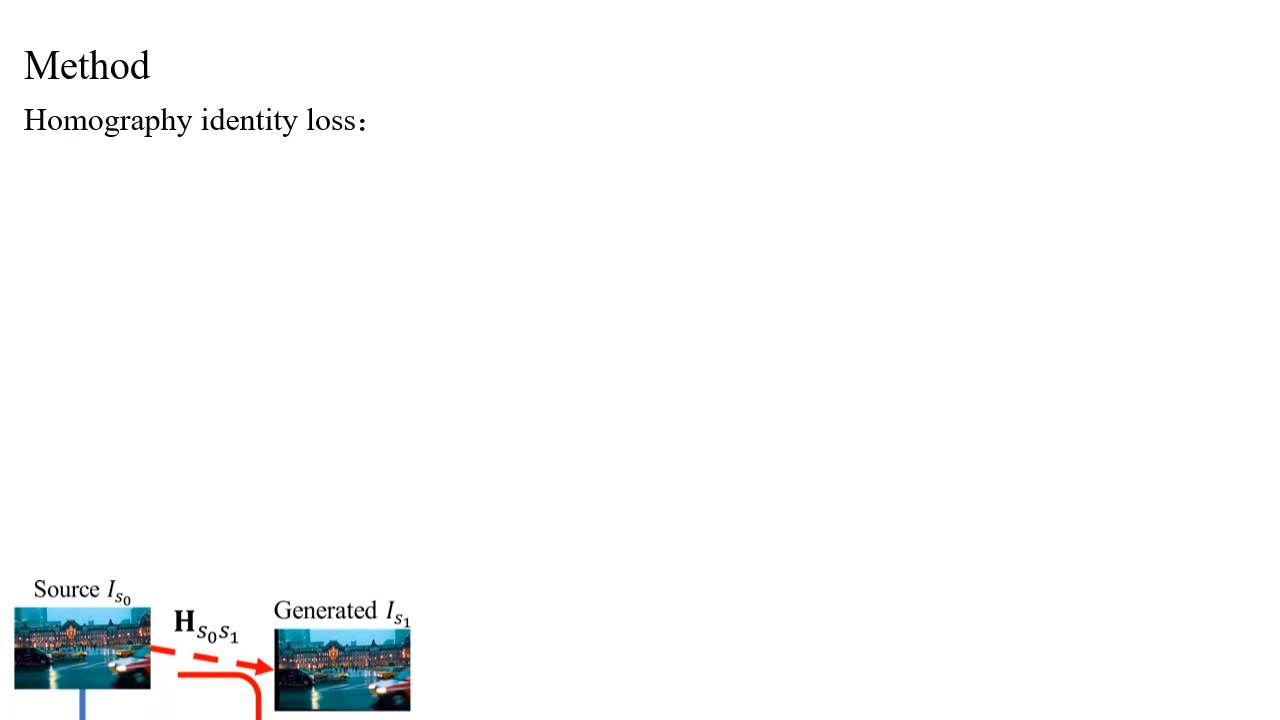 Method
Homography identity loss：
Source I_{s_0}
H_{s_0 s_1}
Generated I_{s_1}